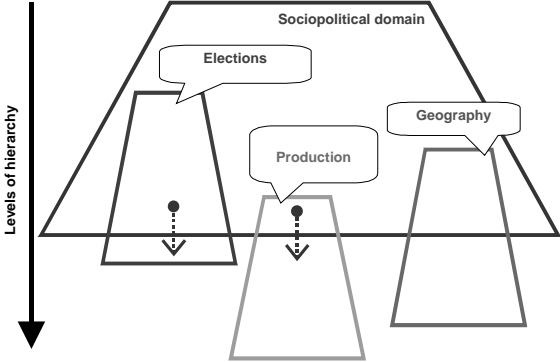 Sociopolitical domain
Elections
Geography
Production
Levels of hierarchy